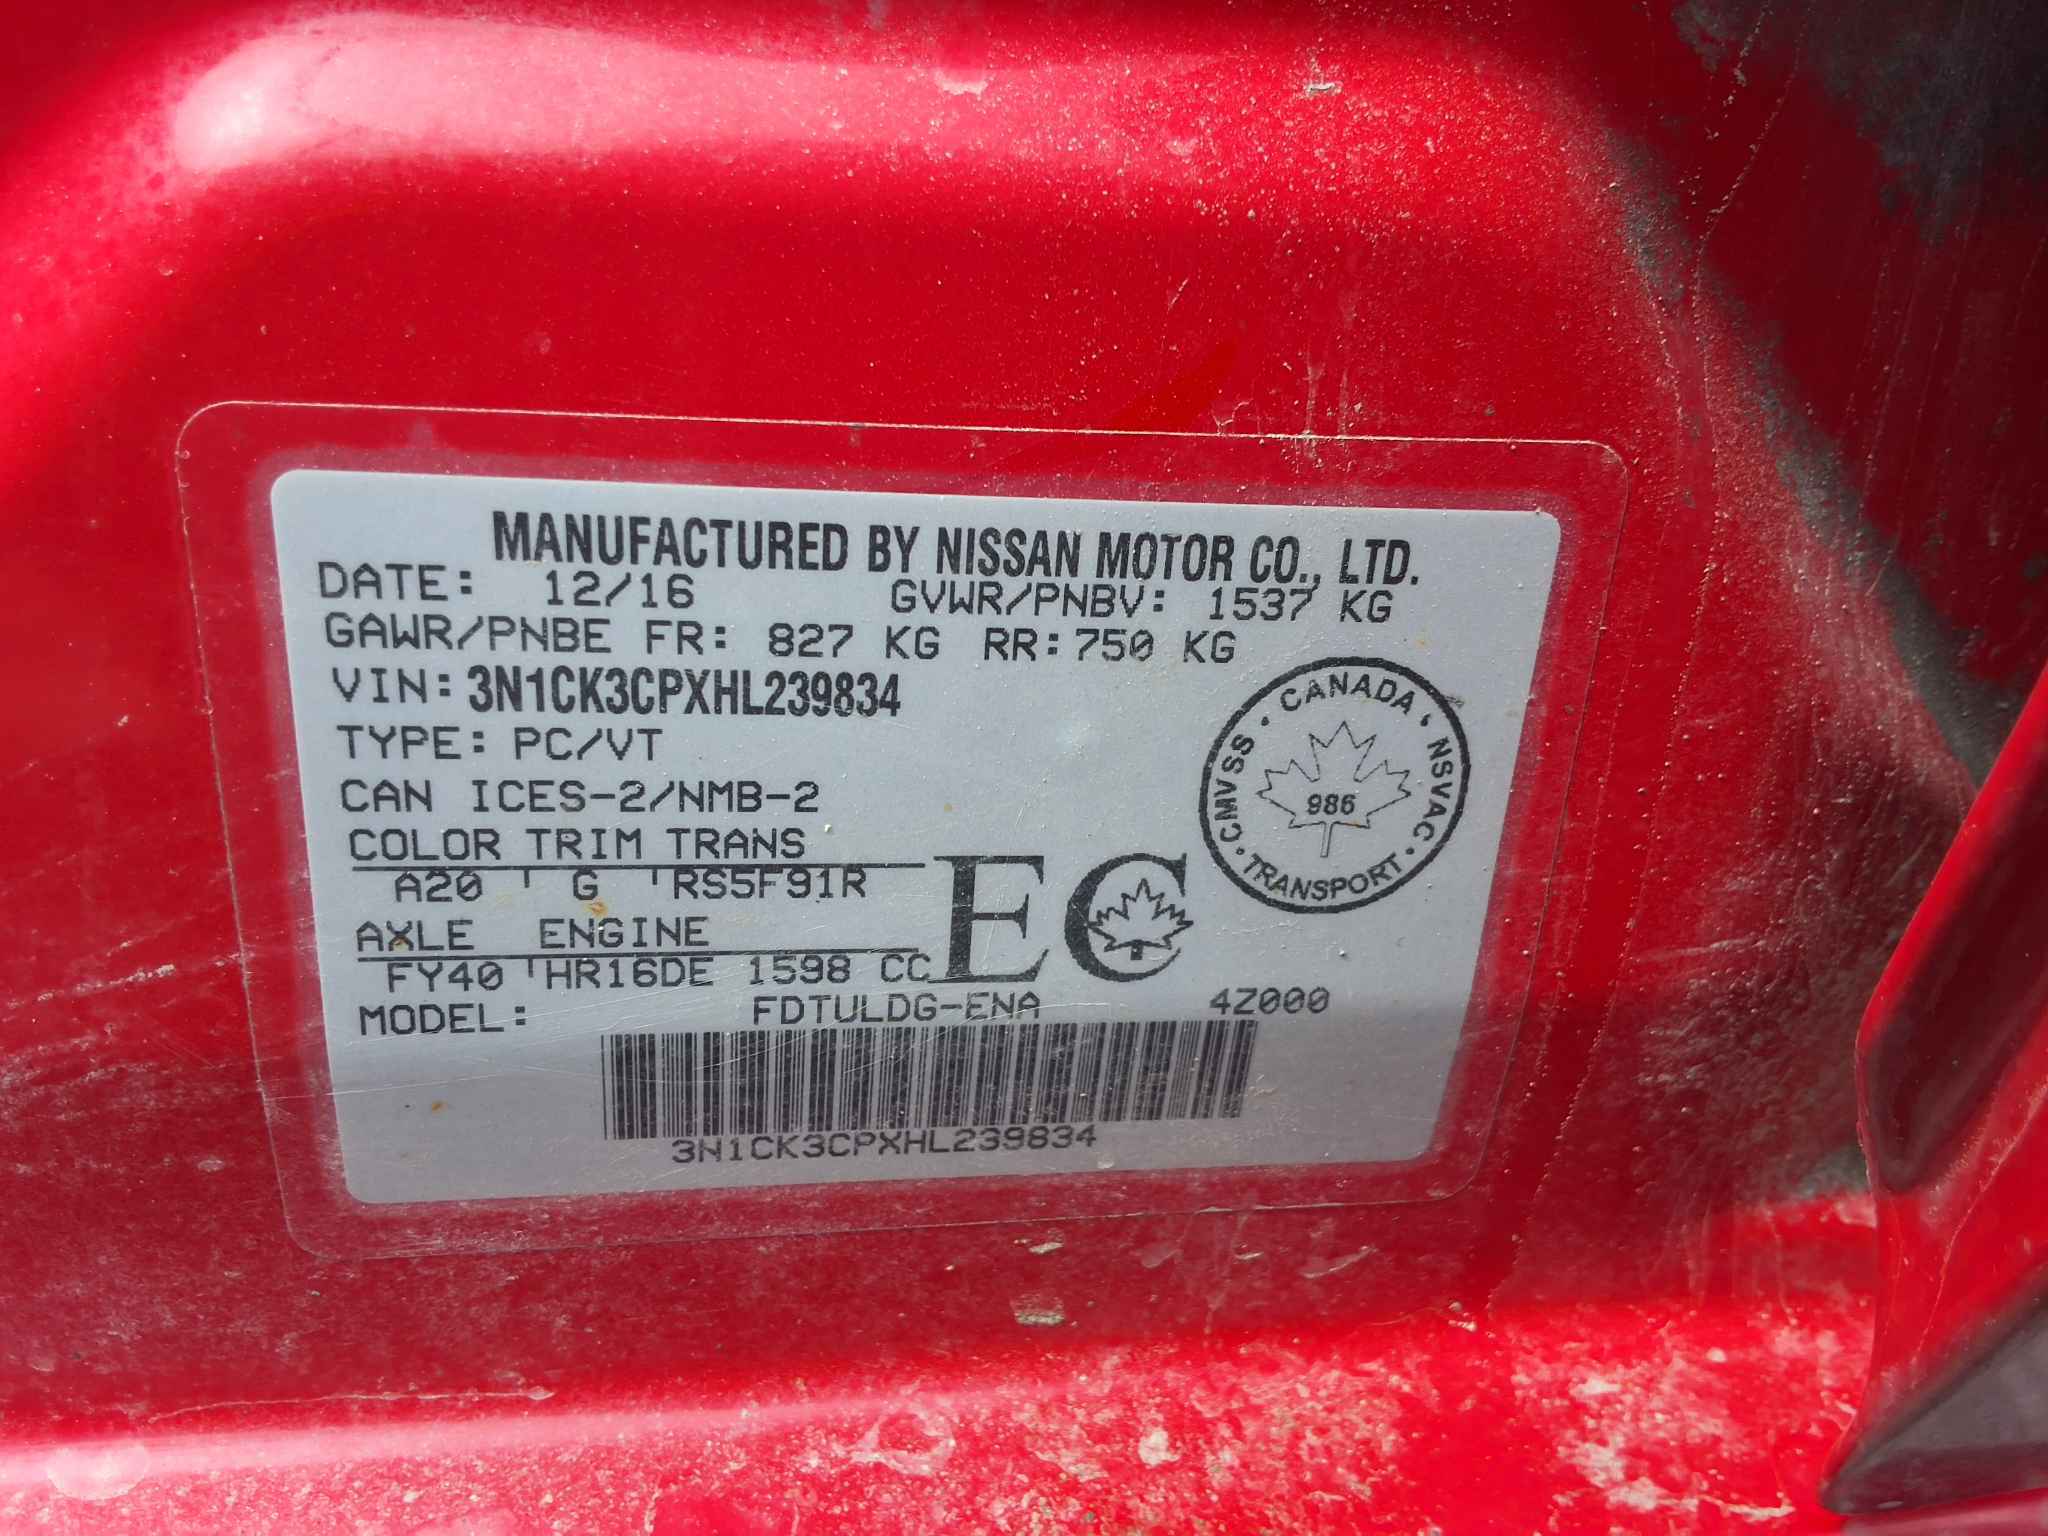 MANUFACTURED BY NISSAN MOTOR CO., LTD.
DATE: 12/16 GVWR/PNBV: 1537 KG
GAWR/PNBE FR: 827 KG RR:750 KG
VIN: 3N1CK3CPXHL239834
TYPE: PC/VT
CAN ICES-2/NMB-2
COLOR TRIM TRANS
A20 G RS5F91R
AXLE ENGINE
FY40 HR16DE 1598 CC
MODEL: FDTULDG-ENA 4Z000
3N1CK3CPXHL239834
EC
CANADA · NSVAC · TRANSPORT · CMVSS ·
986